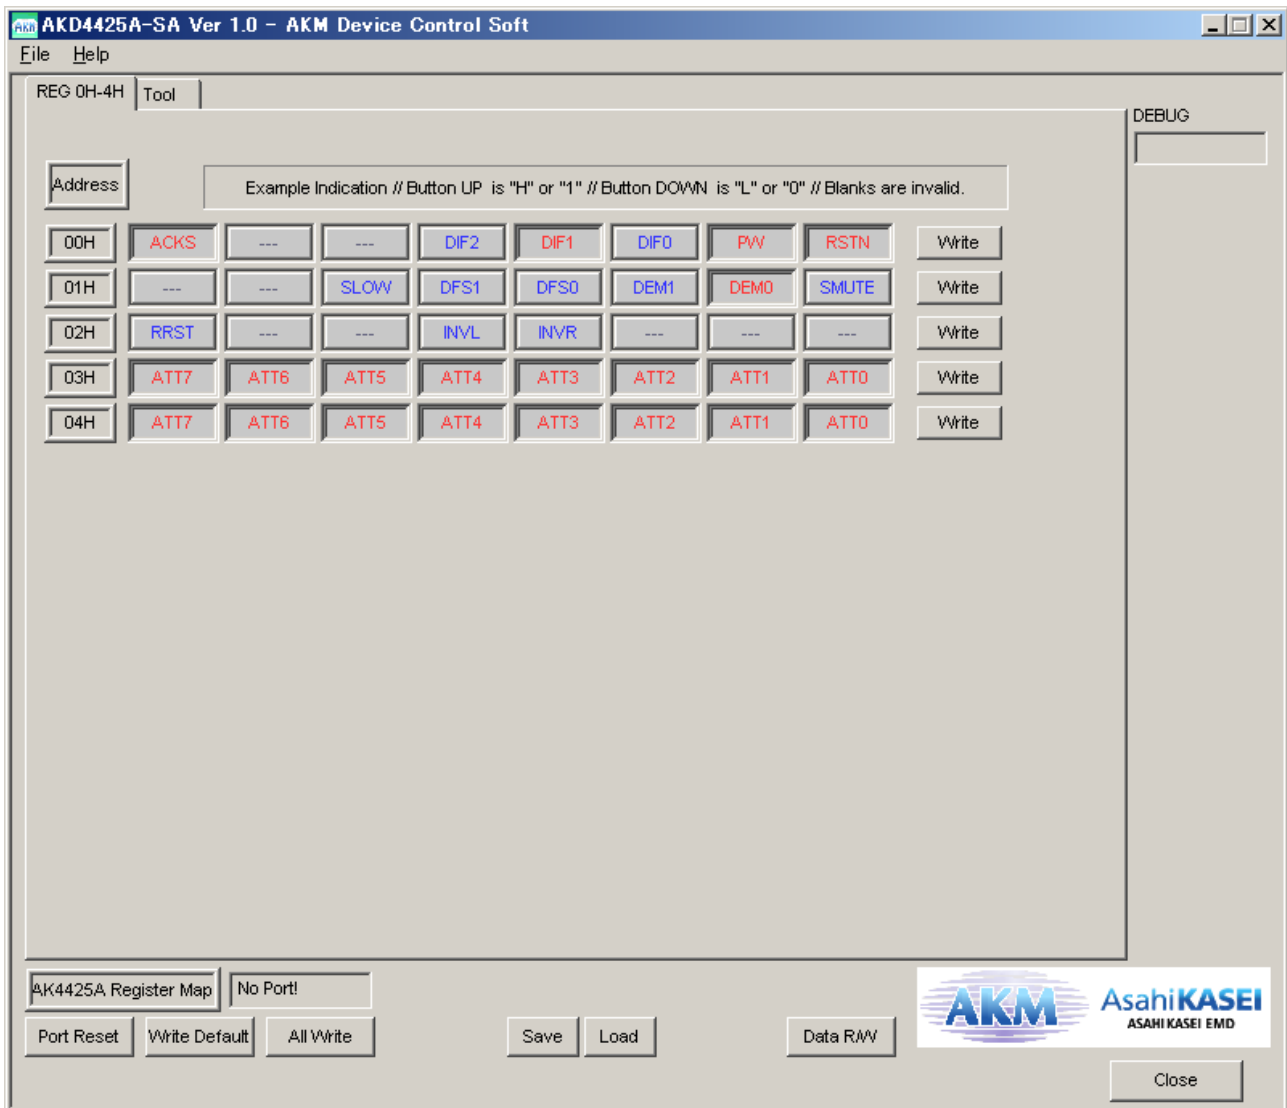 AKM AKD4425A-SA Ver 1.0 - AKM Device Control Soft
File Help
REG 0H-4H Tool
DEBUG
Address Example Indication // Button UP is "H" or "1" // Button DOWN is "L" or "0" // Blanks are invalid.
00H ACKS --- --- DIF2 DIF1 DIF0 PW RSTN Write
01H --- --- SLOW DFS1 DFS0 DEM1 DEM0 SMUTE Write
02H RRST --- --- INVL INVR --- --- --- Write
03H ATT7 ATT6 ATT5 ATT4 ATT3 ATT2 ATT1 ATT0 Write
04H ATT7 ATT6 ATT5 ATT4 ATT3 ATT2 ATT1 ATT0 Write
AK4425A Register Map No Port!
AKM AsahiKASEI
ASAHI KASEI EMD
Port Reset Write Default All Write Save Load Data R/W
Close